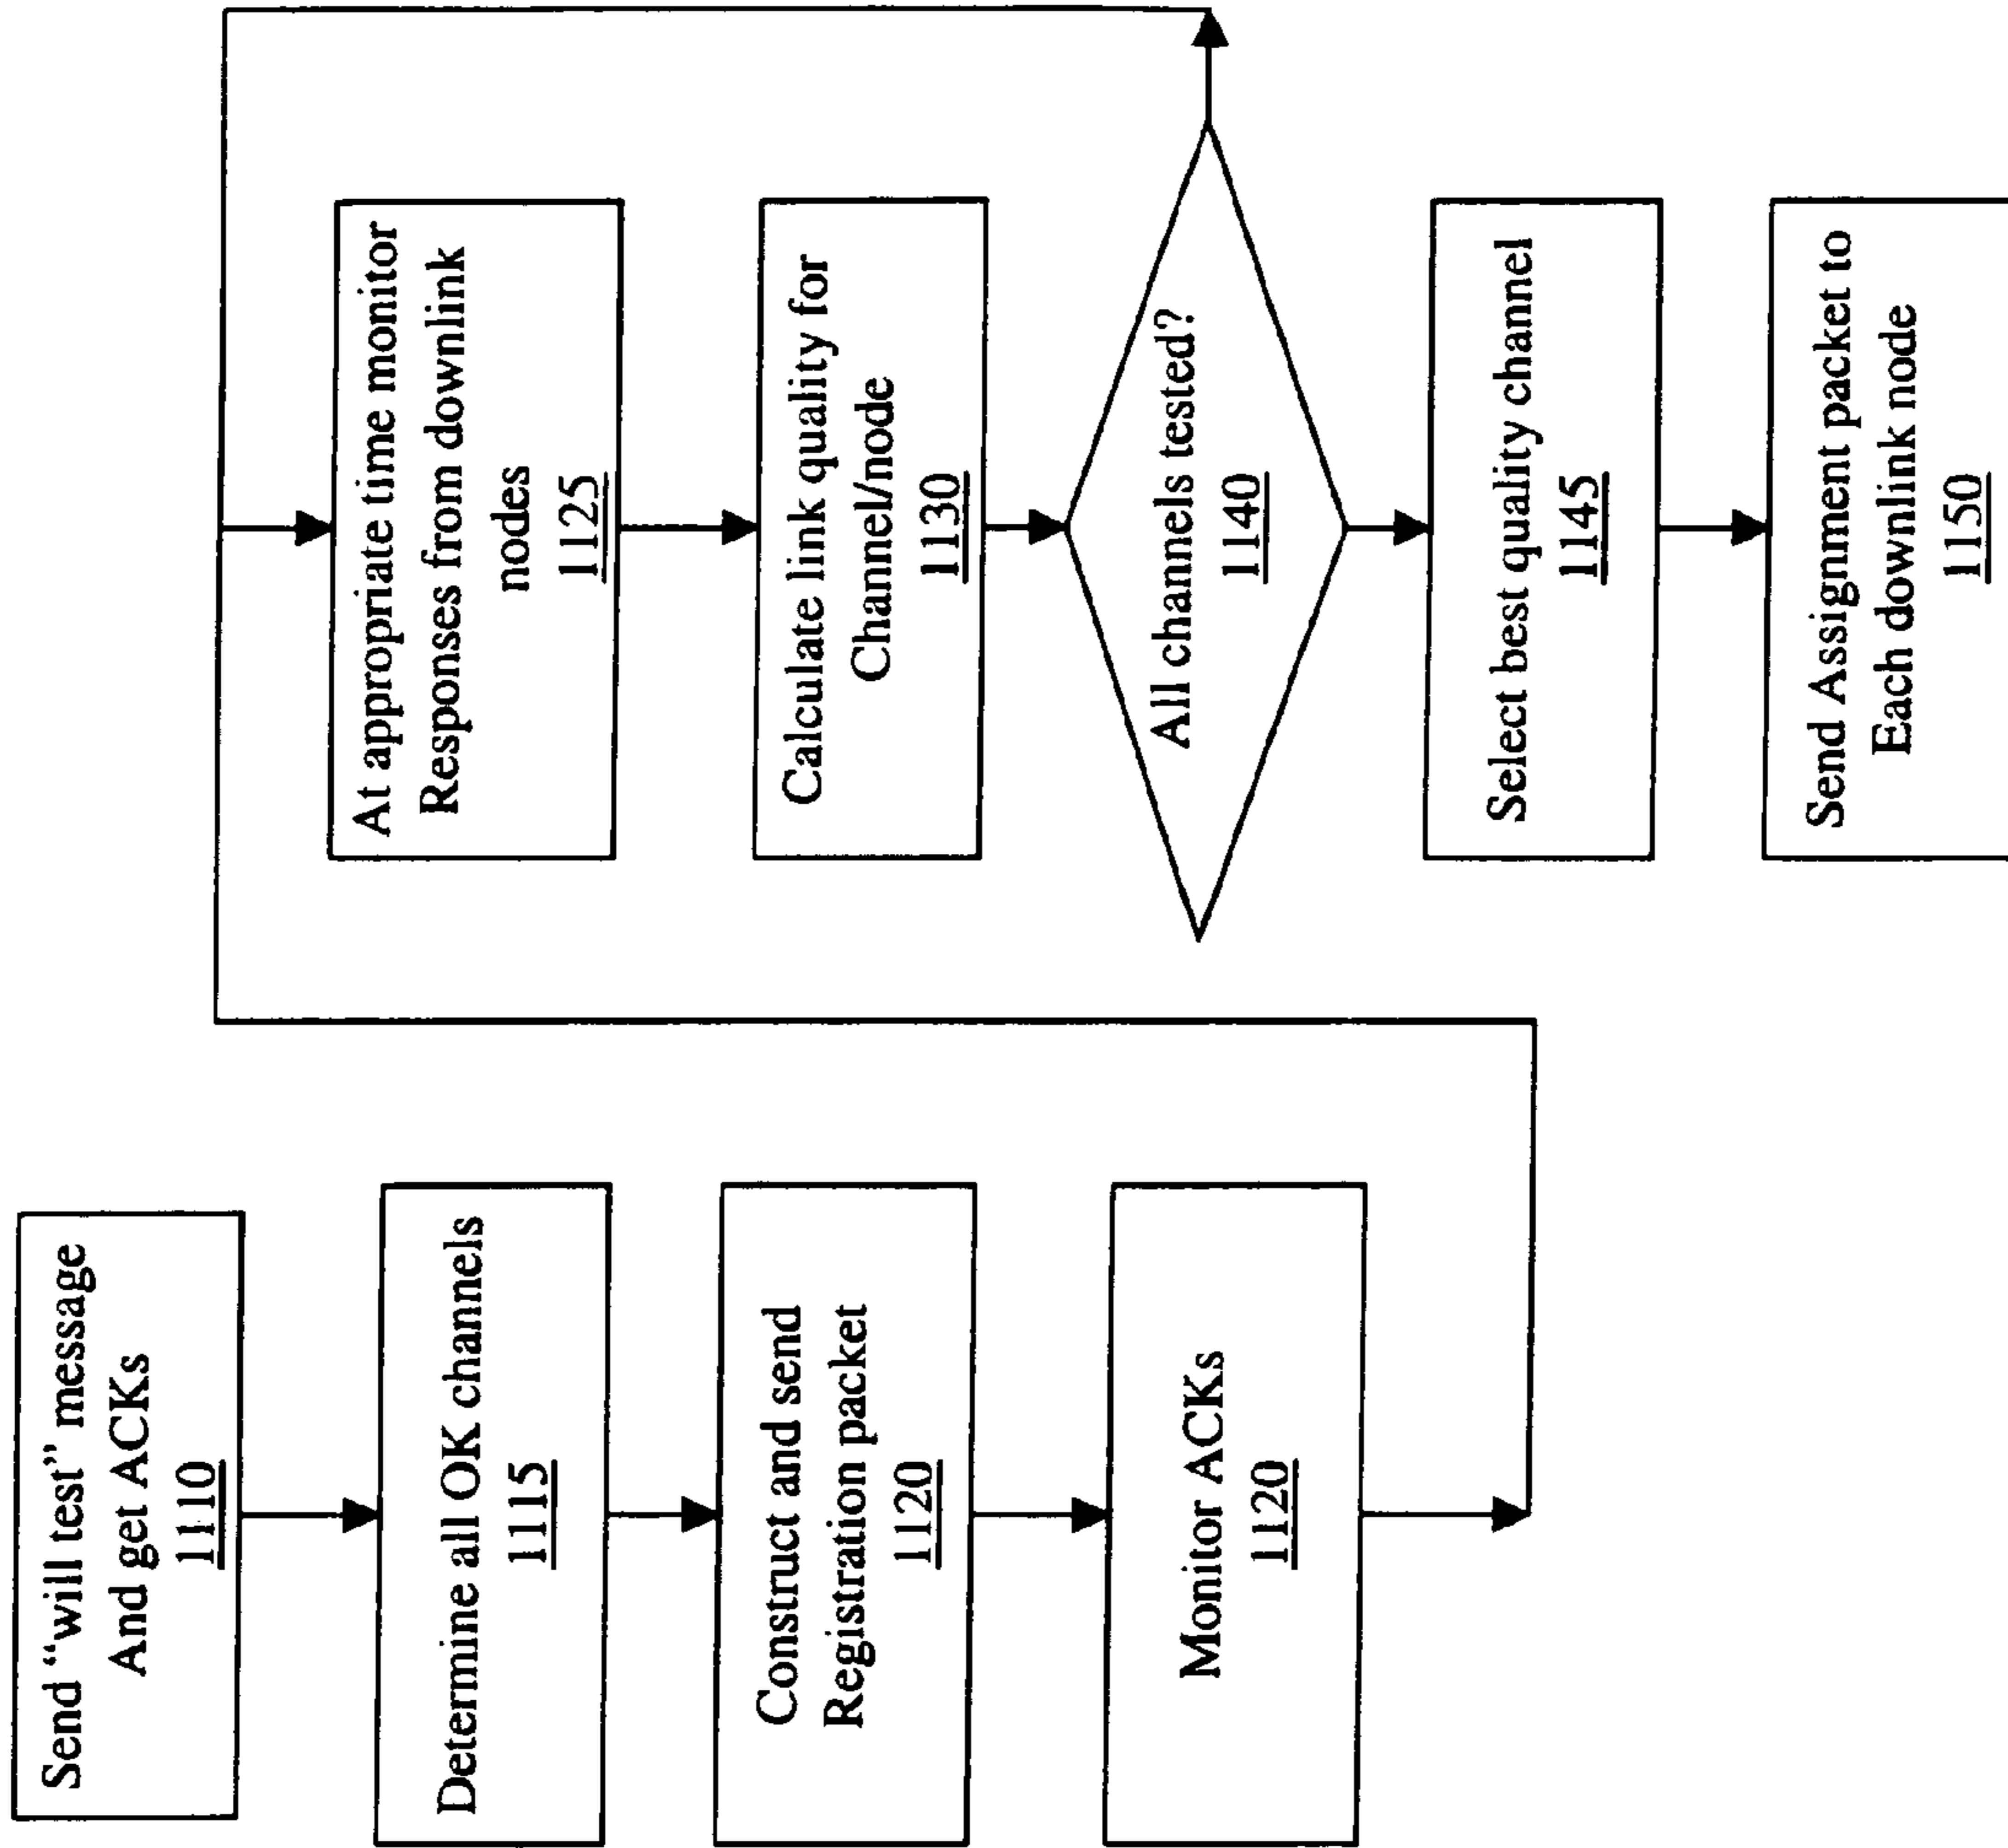 Send "will test" message
And get ACKs
1110
Determine all OK channels
1115
Construct and send
Registration packet
1120
Monitor ACKs
1120
At appropriate time monitor
Responses from downlink
nodes
1125
Calculate link quality for
Channel/node
1130
All channels tested?
1140
Select best quality channel
1145
Send Assignment packet to
Each downlink node
1150